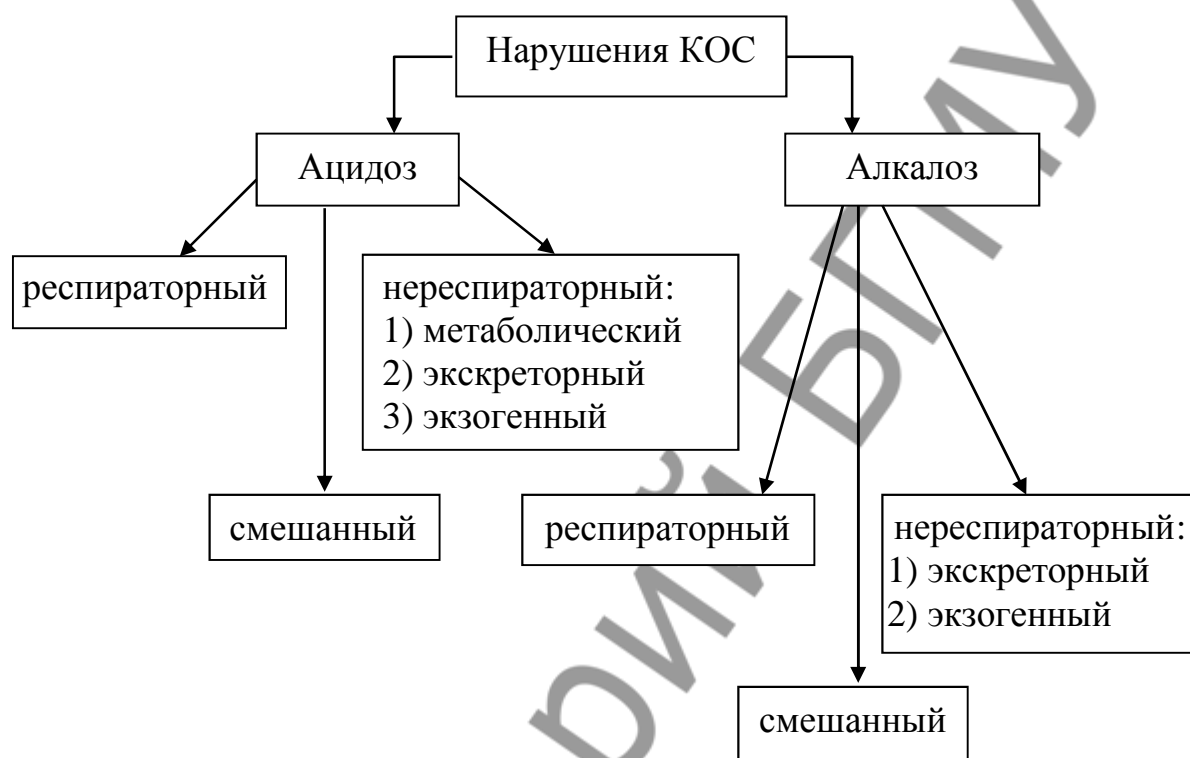 Нарушения КОС
Ацидоз
Алкалоз
респираторный
нереспираторный:
1) метаболический
2) экскреторный
3) экзогенный
смешанный
респираторный
нереспираторный:
1) экскреторный
2) экзогенный
смешанный
БГМУ